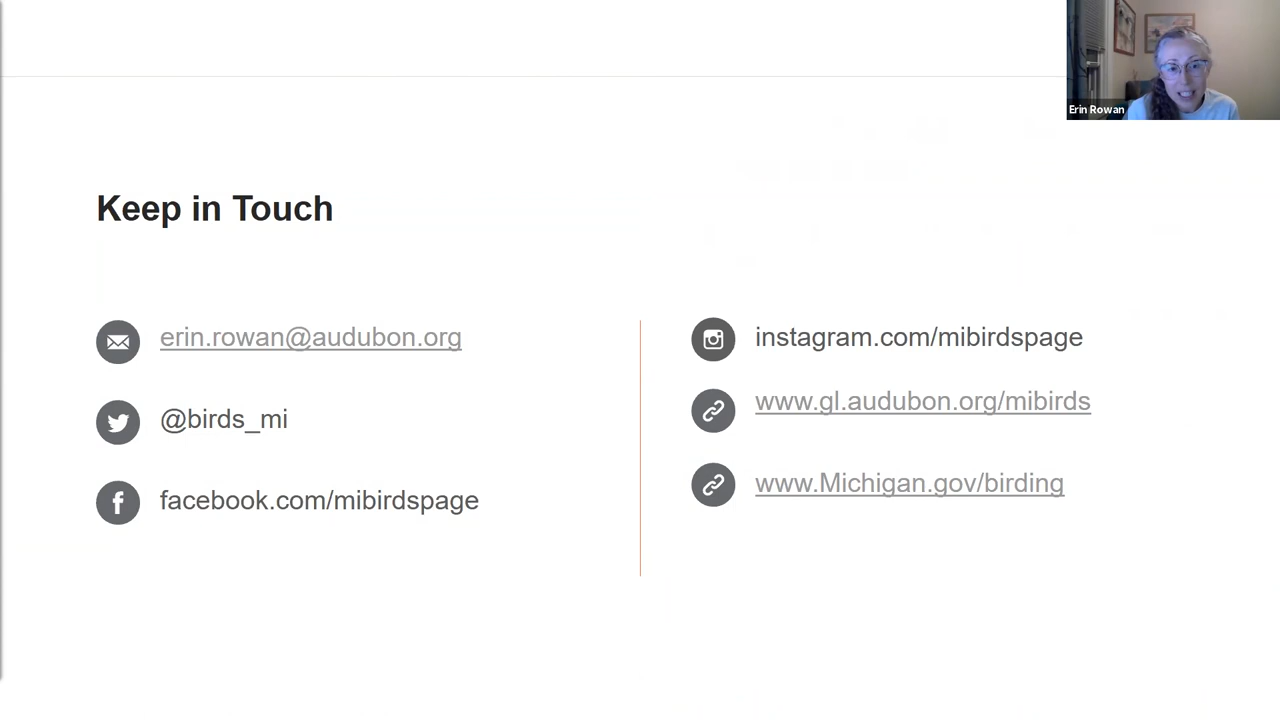 Erin Rowan
Keep in Touch
erin.rowan@audubon.org
@birds_mi
facebook.com/mibirdspage
instagram.com/mibirdspage
www.gl.audubon.org/mibirds
www.Michigan.gov/birding